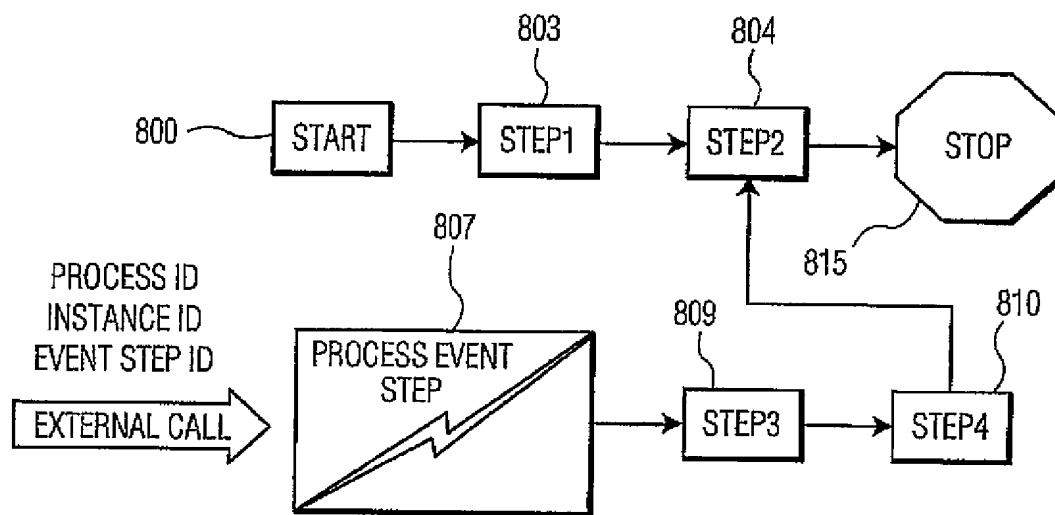 803
804
800
START
STEP1
STEP2
STOP
815
807
PROCESS ID
INSTANCE ID
EVENT STEP ID
EXTERNAL CALL
PROCESS EVENT
STEP
809
810
STEP3
STEP4